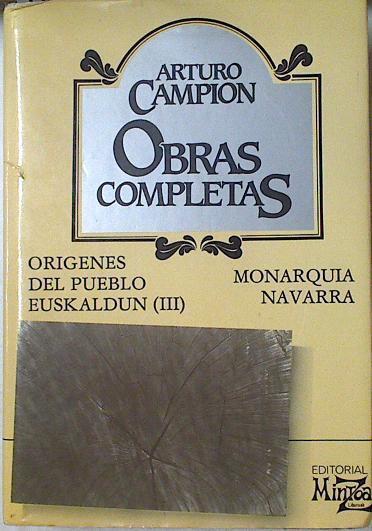 ARTURO
CAMPION
OBRAS
COMPLETAS
ORIGENES
DEL PUEBLO
EUSKALDUN (III)
MONARQUIA
NAVARRA
EDITORIAL
Mintzoa